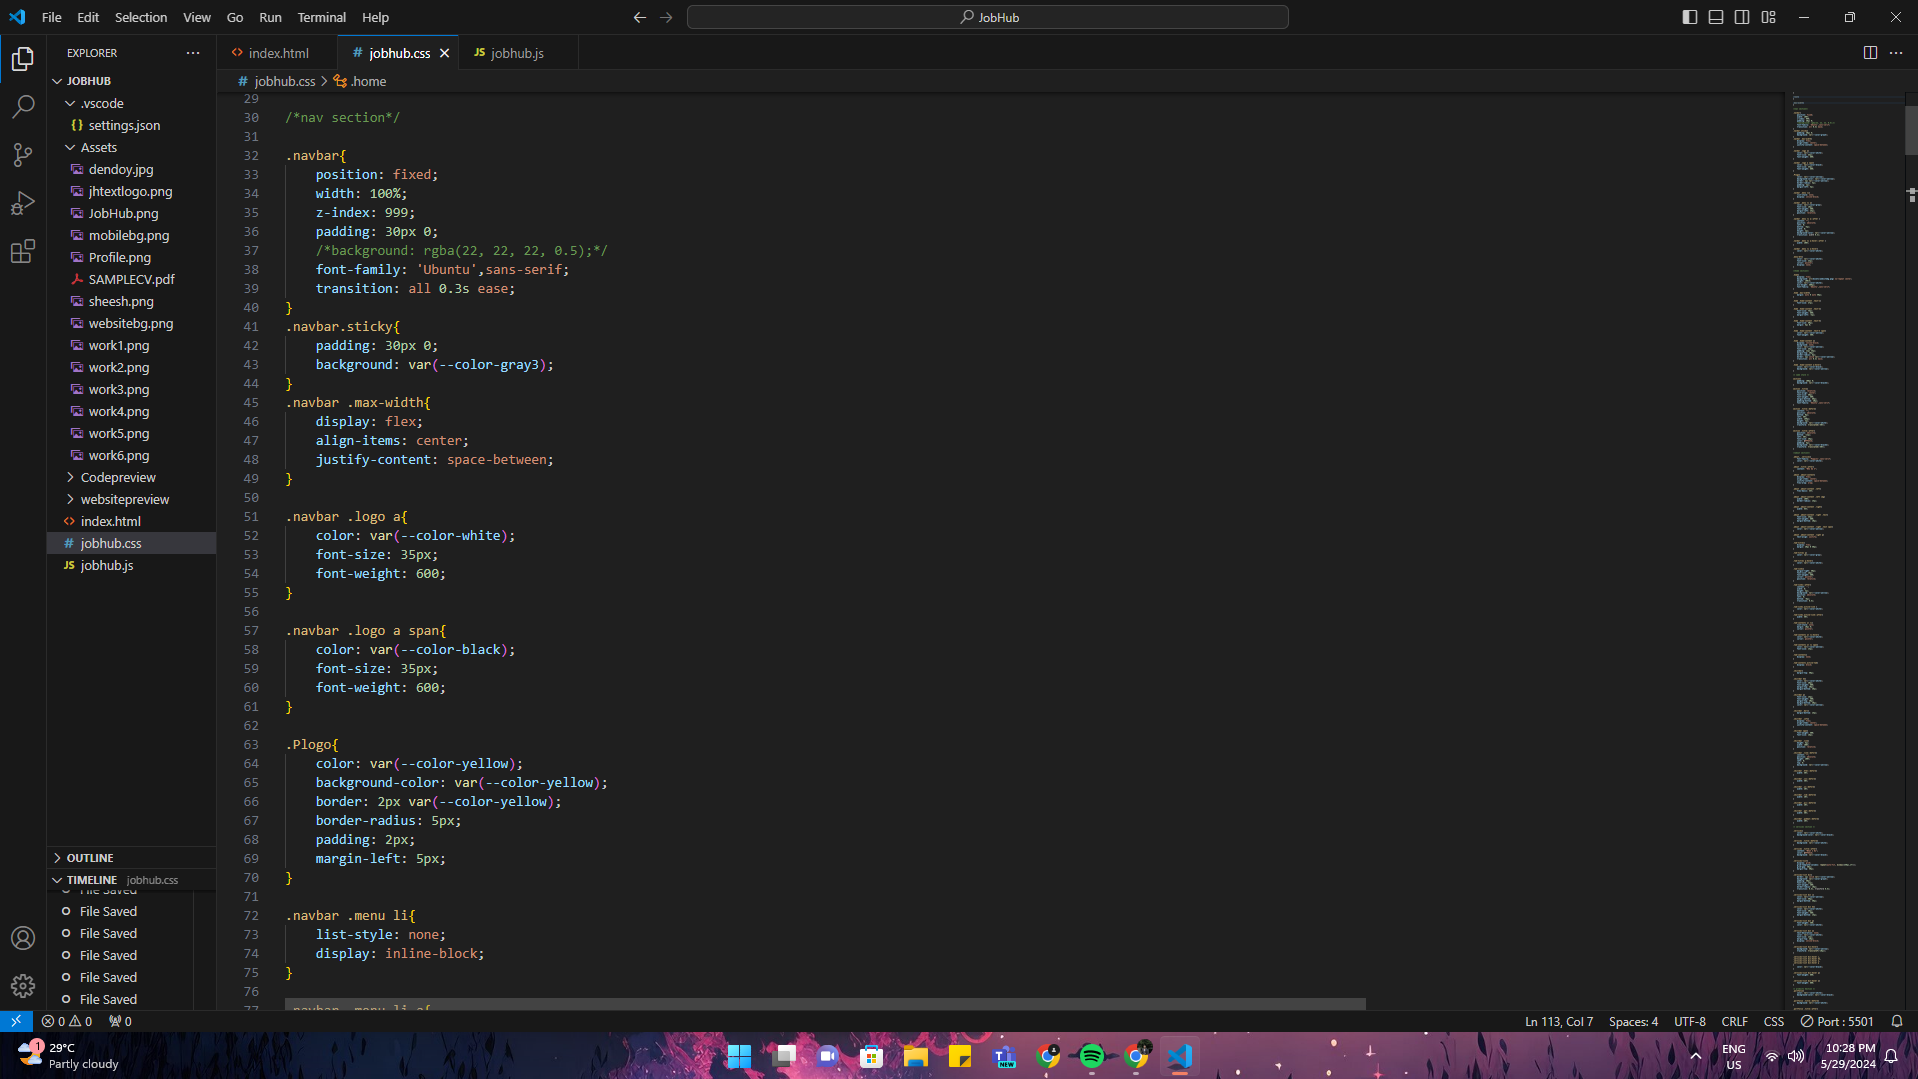 File Edit Selection View Go Run Terminal Help
JobHub
EXPLORER
JOBHUB
.vscode
settings.json
Assets
dendoy.jpg
jhtextlogo.png
JobHub.png
mobilebg.png
Profile.png
SAMPLECV.pdf
sheesh.png
websitebg.png
work1.png
work2.png
work3.png
work4.png
work5.png
work6.png
Codepreview
websitepreview
index.html
jobhub.css
jobhub.js
OUTLINE
TIMELINE jobhub.css
File Saved
File Saved
File Saved
File Saved
File Saved
File Saved
index.html jobhub.css JS jobhub.js
# jobhub.css > .home
29
30 /*nav section*/
31
32 .navbar{
33 position: fixed;
34 width: 100%;
35 z-index: 999;
36 padding: 30px 0;
37 /*background: rgba(22, 22, 22, 0.5);*/
38 font-family: 'Ubuntu',sans-serif;
39 transition: all 0.3s ease;
40 }
41 .navbar.sticky{
42 padding: 30px 0;
43 background: var(--color-gray3);
44 }
45 .navbar .max-width{
46 display: flex;
47 align-items: center;
48 justify-content: space-between;
49 }
50
51 .navbar .logo a{
52 color: var(--color-white);
53 font-size: 35px;
54 font-weight: 600;
55 }
56
57 .navbar .logo a span{
58 color: var(--color-black);
59 font-size: 35px;
60 font-weight: 600;
61 }
62
63 .Plogo{
64 color: var(--color-yellow);
65 background-color: var(--color-yellow);
66 border: 2px var(--color-yellow);
67 border-radius: 5px;
68 padding: 2px;
69 margin-left: 5px;
70 }
71
72 .navbar .menu li{
73 list-style: none;
74 display: inline-block;
75 }
76
77 .navbar .menu li a{
0 0 0
Ln 113, Col 7 Spaces: 4 UTF-8 CRLF CSS Port : 5501
1
29°C
Partly cloudy
NEW
ENG
US
10:28 PM
5/29/2024